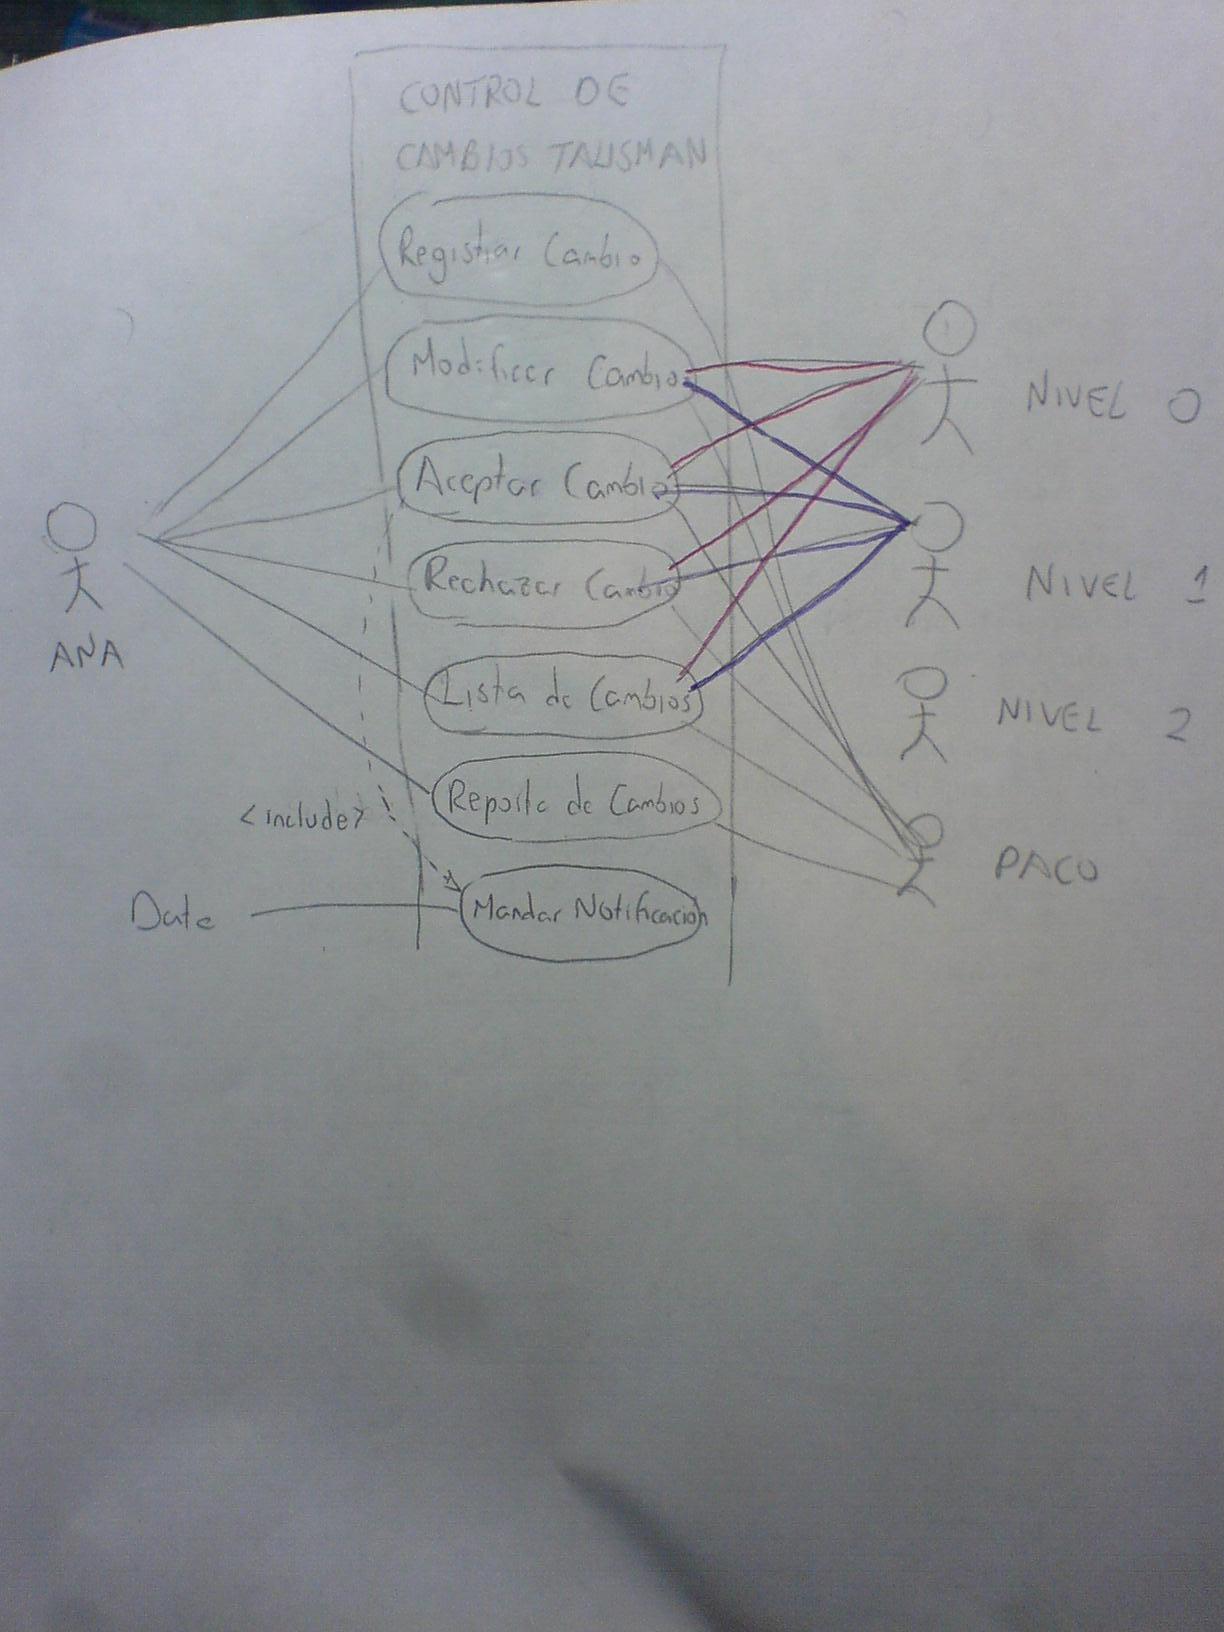 CONTROL DE
CAMBIOS TALISMAN
Registrar Cambio
Modificar Cambio
NIVEL 0
Aceptar Cambio
Rechazar Cambio
NIVEL 1
ANA
Lista de Cambios
NIVEL 2
Reporte de Cambios
<include>
PACO
Date
Mandar Notificación